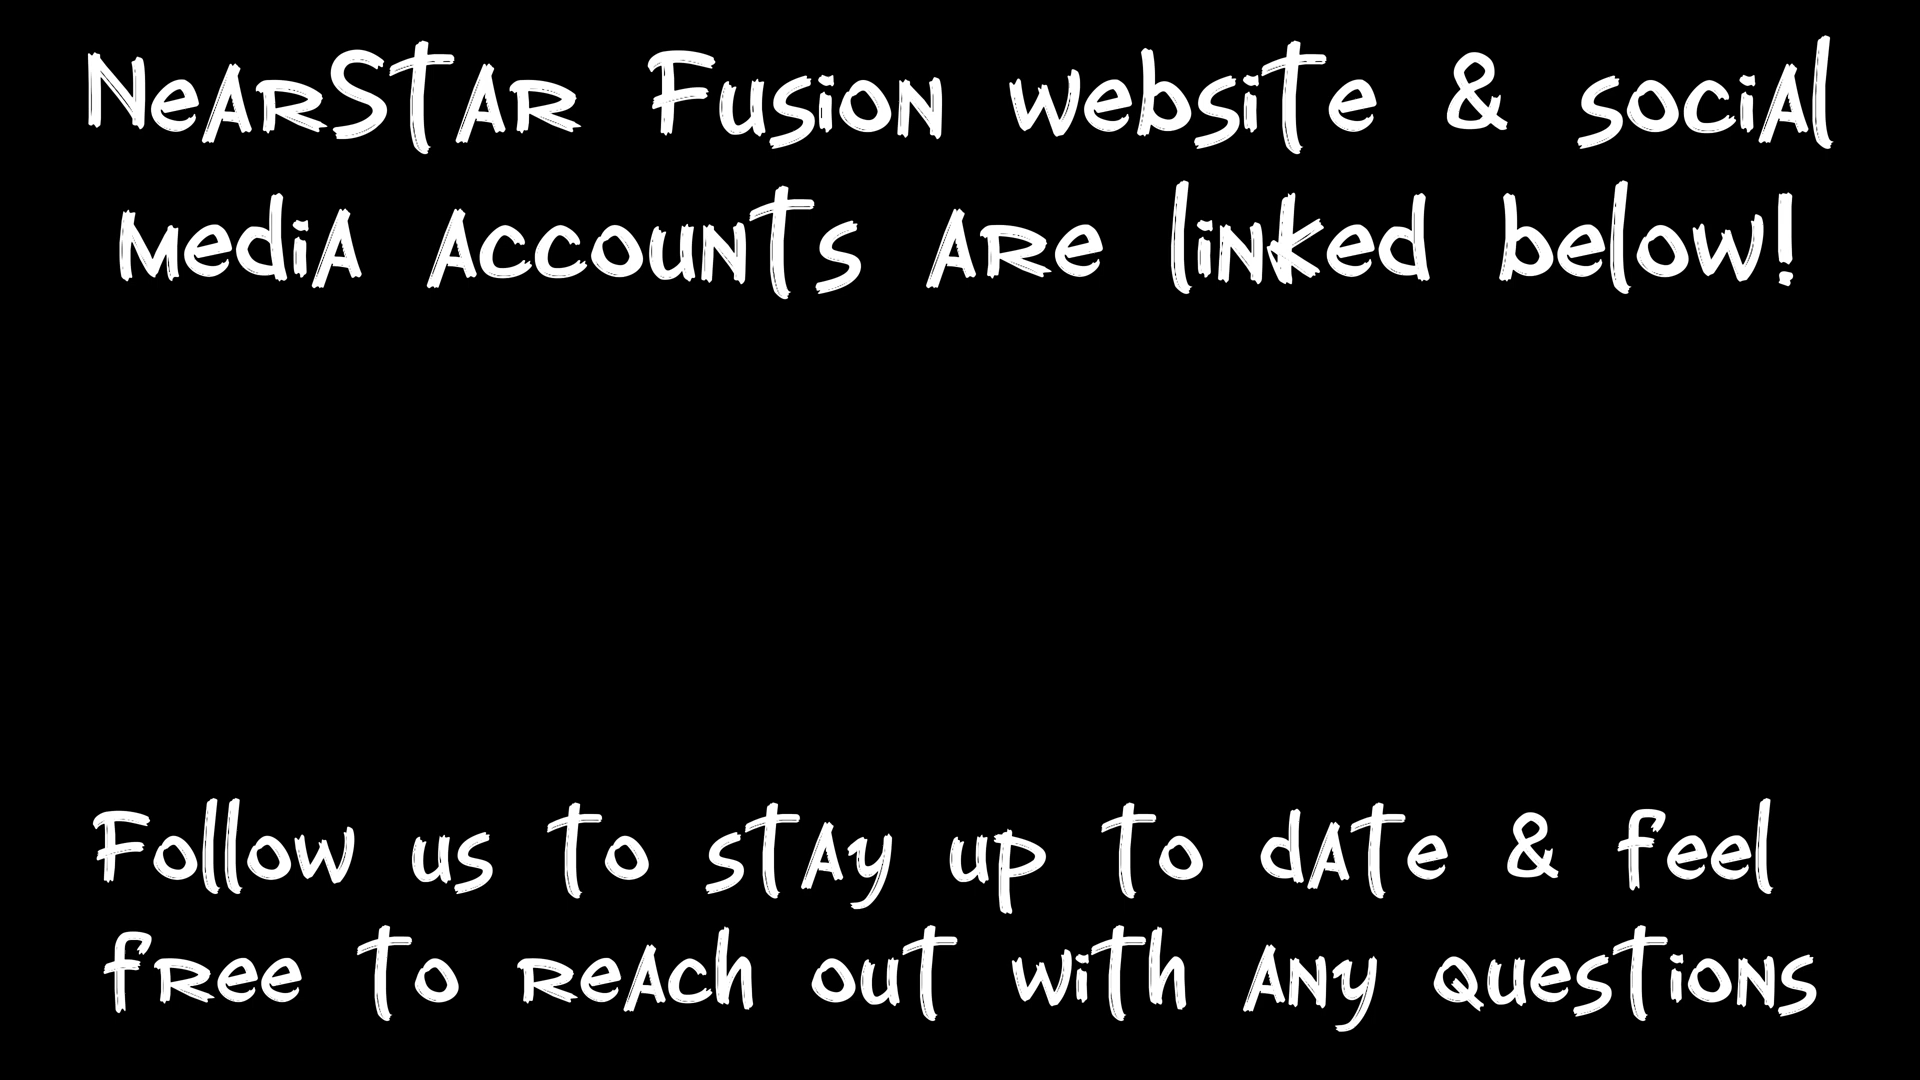 NearStar Fusion website & social
media accounts are linked below!
Follow us to stay up to date & feel
free to reach out with any questions